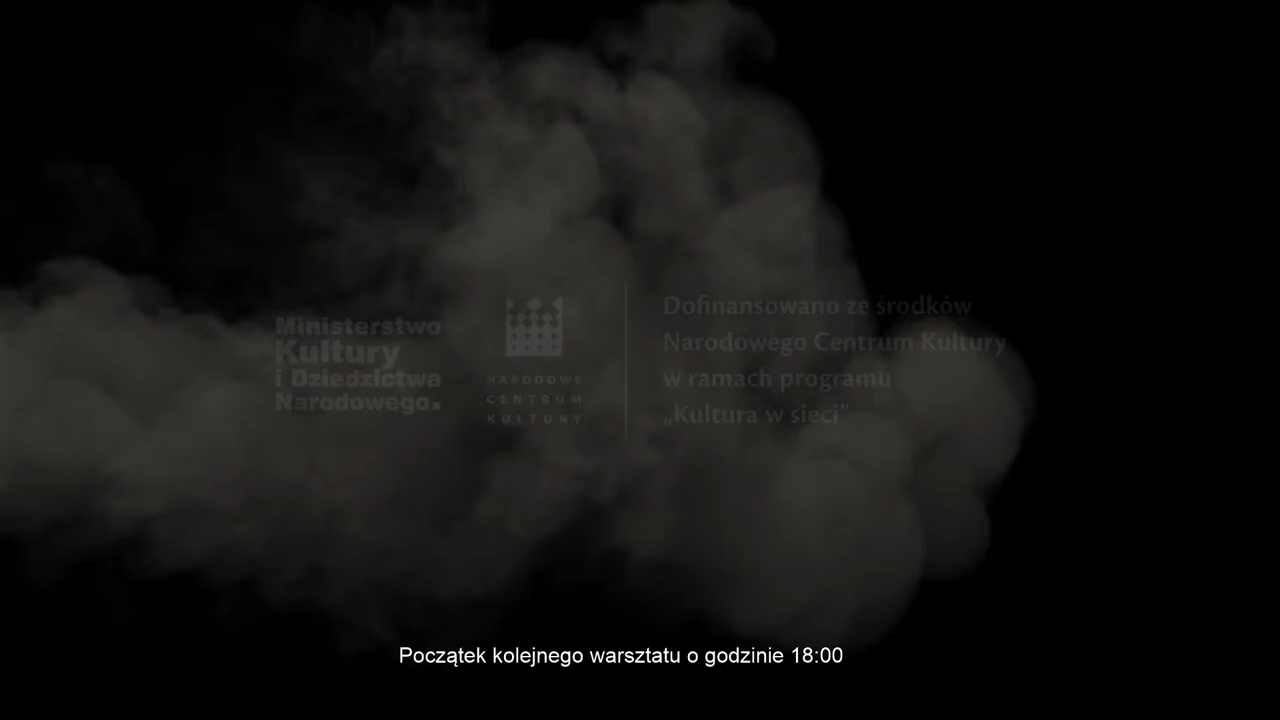 Ministerstwo
Kultury
i Dziedzictwa
Narodowego.
NARODOWE
CENTRUM
KULTURY
Dofinansowano ze środków
Narodowego Centrum Kultury
w ramach programu
„Kultura w sieci”
Początek kolejnego warsztatu o godzinie 18:00